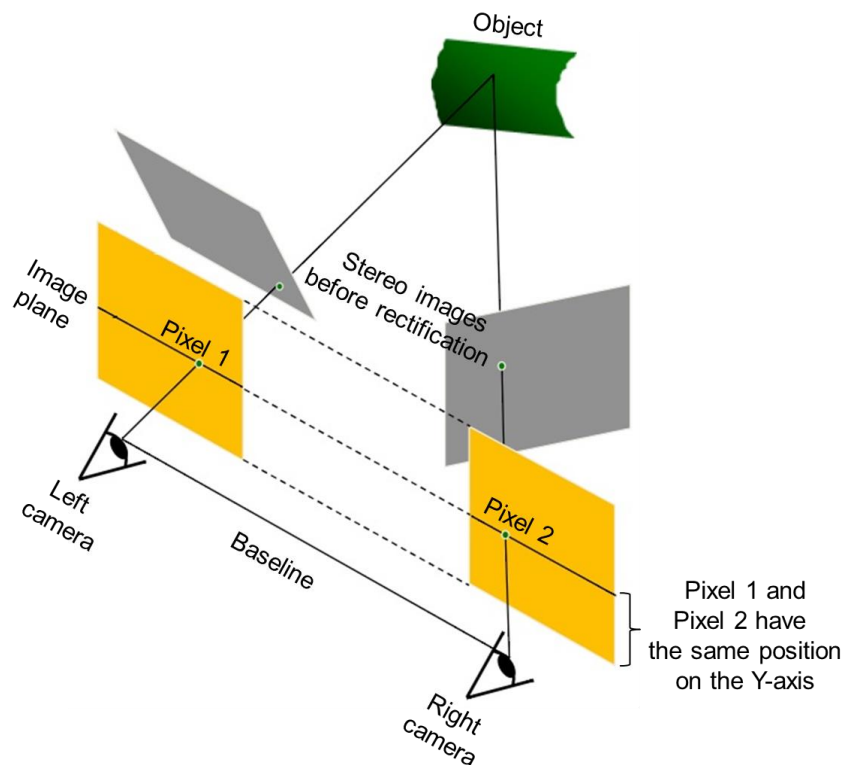 Object
Stereo images
before rectification
Image
plane
Pixel 1
Left
camera
Baseline
Pixel 2
Right
camera
Pixel 1 and
Pixel 2 have
the same position
on the Y-axis